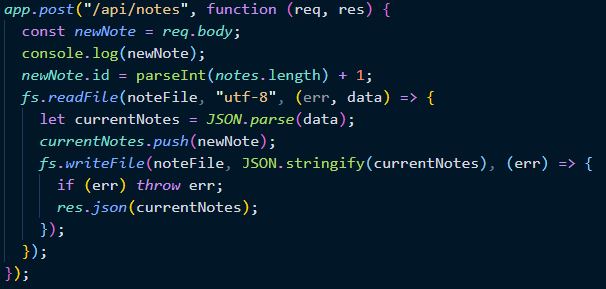 app.post("/api/notes", function (req, res) {
  const newNote = req.body;
  console.log(newNote);
  newNote.id = parseInt(notes.length) + 1;
  fs.readFile(noteFile, "utf-8", (err, data) => {
    let currentNotes = JSON.parse(data);
    currentNotes.push(newNote);
    fs.writeFile(noteFile, JSON.stringify(currentNotes), (err) => {
      if (err) throw err;
      res.json(currentNotes);
    });
  });
});